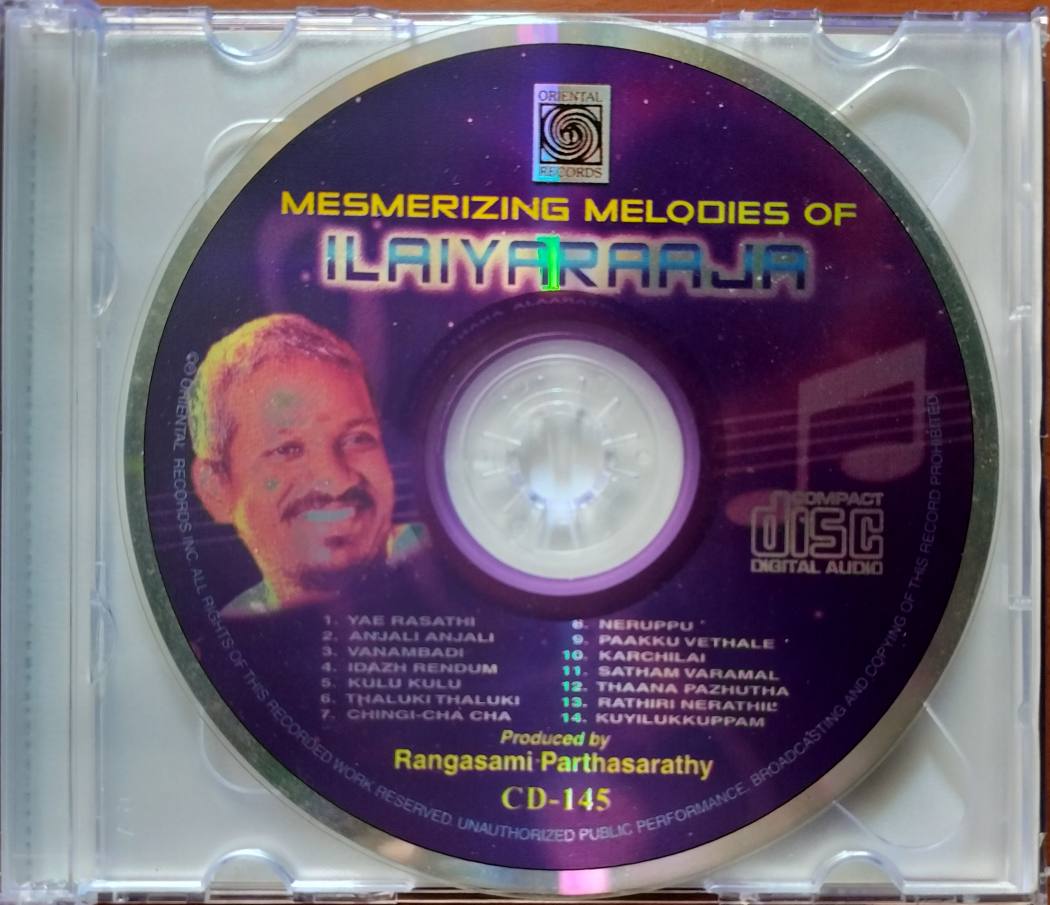 ORIENTAL
RECORDS
MESMERIZING MELODIES OF
ILAIYARAAJA
COMPACT
disc
DIGITAL AUDIO
1. YAE RASATHI
2. ANJALI ANJALI
3. VANAMBADI
4. IDAZH RENDUM
5. KULU KULU
6. THALUKI THALUKI
7. CHINGI-CHA CHA
8. NERUPPU
9. PAAKKU VETHALE
10. KARCHILAI
11. SATHAM VARAMAL
12. THAANA PAZHUTHA
13. RATHIRI NERATHIL
14. KUYILUKKUPPAM
Produced by
Rangasami Parthasarathy
CD-145
℗© ORIENTAL RECORDS INC. ALL RIGHTS OF THIS RECORDED WORK RESERVED. UNAUTHORIZED PUBLIC PERFORMANCE, BROADCASTING AND COPYING OF THIS RECORD PROHIBITED